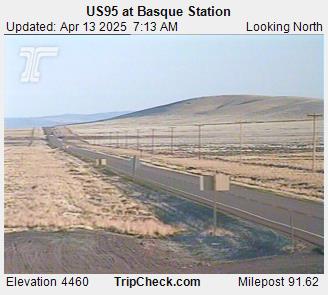 US95 at Basque Station
Updated: Apr 13 2025 7:13 AM Looking North
Elevation 4460 TripCheck.com Milepost 91.62